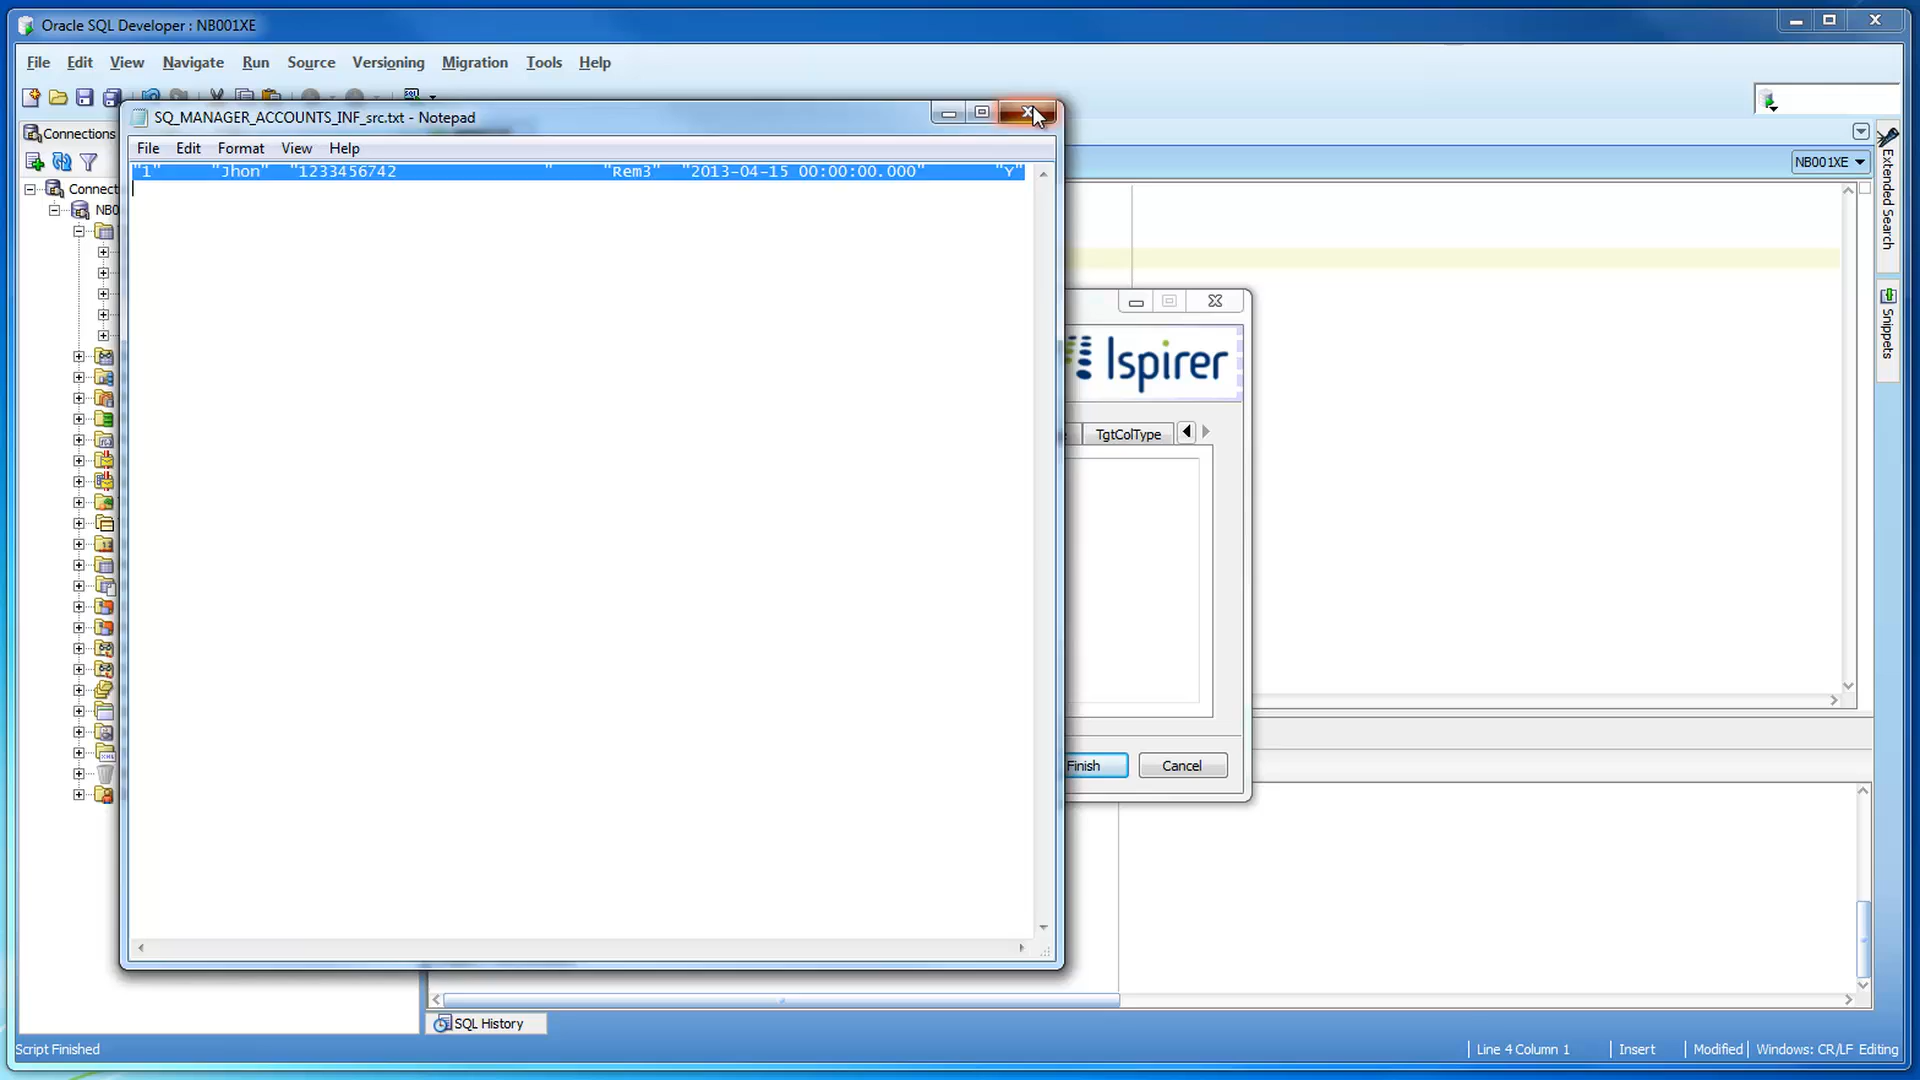 Oracle SQL Developer : NB001XE
File Edit View Navigate Run Source Versioning Migration Tools Help
SQL
SQ_MANAGER_ACCOUNTS_INF_src.txt - Notepad
Connections
File Edit Format View Help
NB001XE
"1" "Jhon" "1233456742 " "Rem3" "2013-04-15 00:00:00.000" "Y"
Connect
NB0
Extended Search
Snippets
Ispirer
TgtColType
Finish Cancel
SQL History
Script Finished
Line 4 Column 1 Insert Modified Windows: CR/LF Editing